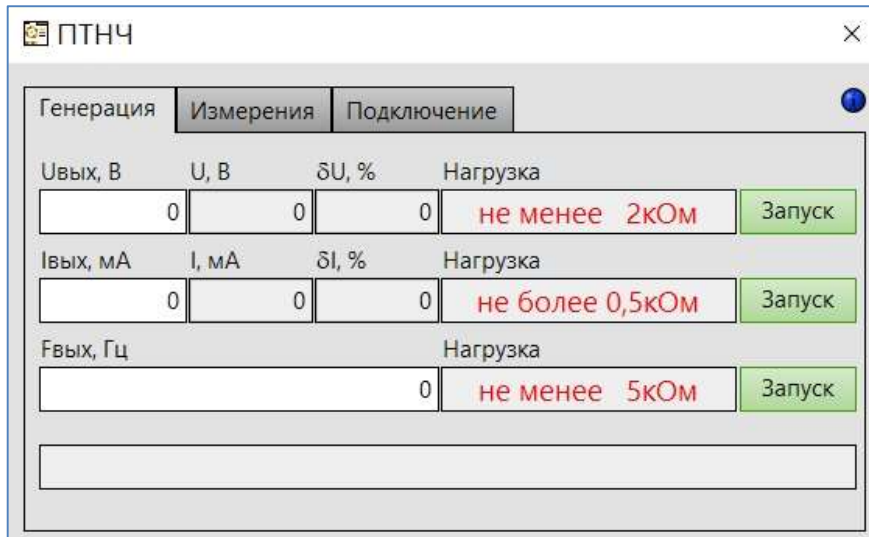 ПТНЧ
Генерация Измерения Подключение
Uвых, В U, В δU, % Нагрузка
0 0 0 не менее 2кОм Запуск
Iвых, мА I, мА δI, % Нагрузка
0 0 0 не более 0,5кОм Запуск
Fвых, Гц Нагрузка
0 не менее 5кОм Запуск